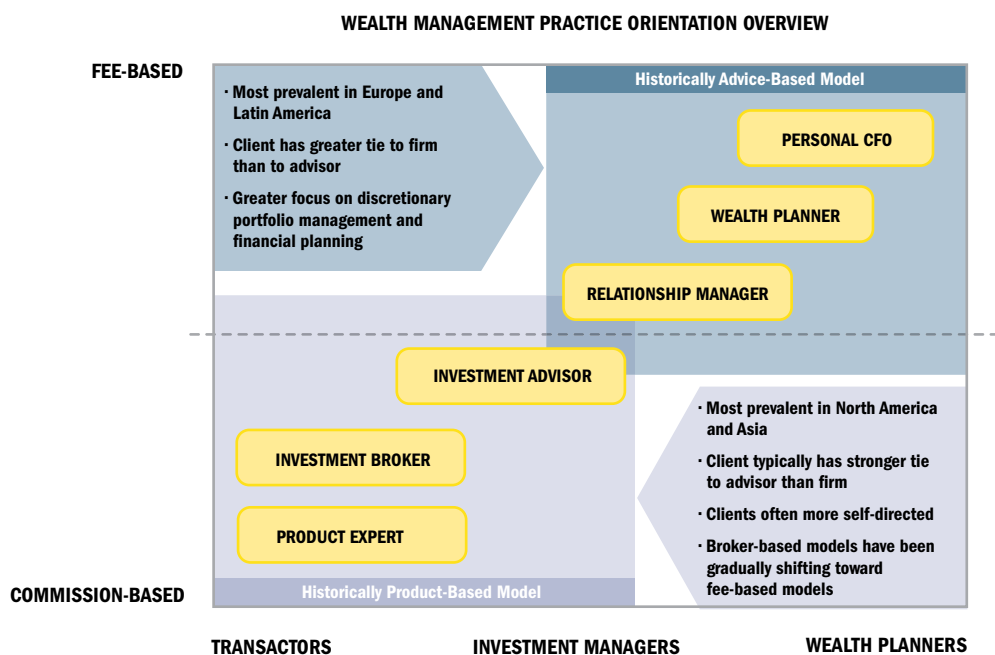 WEALTH MANAGEMENT PRACTICE ORIENTATION OVERVIEW
FEE-BASED
· Most prevalent in Europe and
Latin America
· Client has greater tie to firm
than to advisor
· Greater focus on discretionary
portfolio management and
financial planning
Historically Advice-Based Model
PERSONAL CFO
WEALTH PLANNER
RELATIONSHIP MANAGER
INVESTMENT ADVISOR
INVESTMENT BROKER
PRODUCT EXPERT
· Most prevalent in North America
and Asia
· Client typically has stronger tie
to advisor than firm
· Clients often more self-directed
· Broker-based models have been
gradually shifting toward
fee-based models
Historically Product-Based Model
COMMISSION-BASED
TRANSACTORS
INVESTMENT MANAGERS
WEALTH PLANNERS